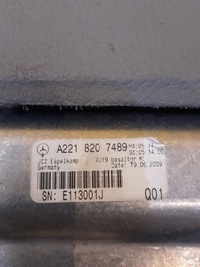 A221 820 7489
JCI Espelkamp
Germany
Date: 19.06.2009
SN: E113001J
Q01